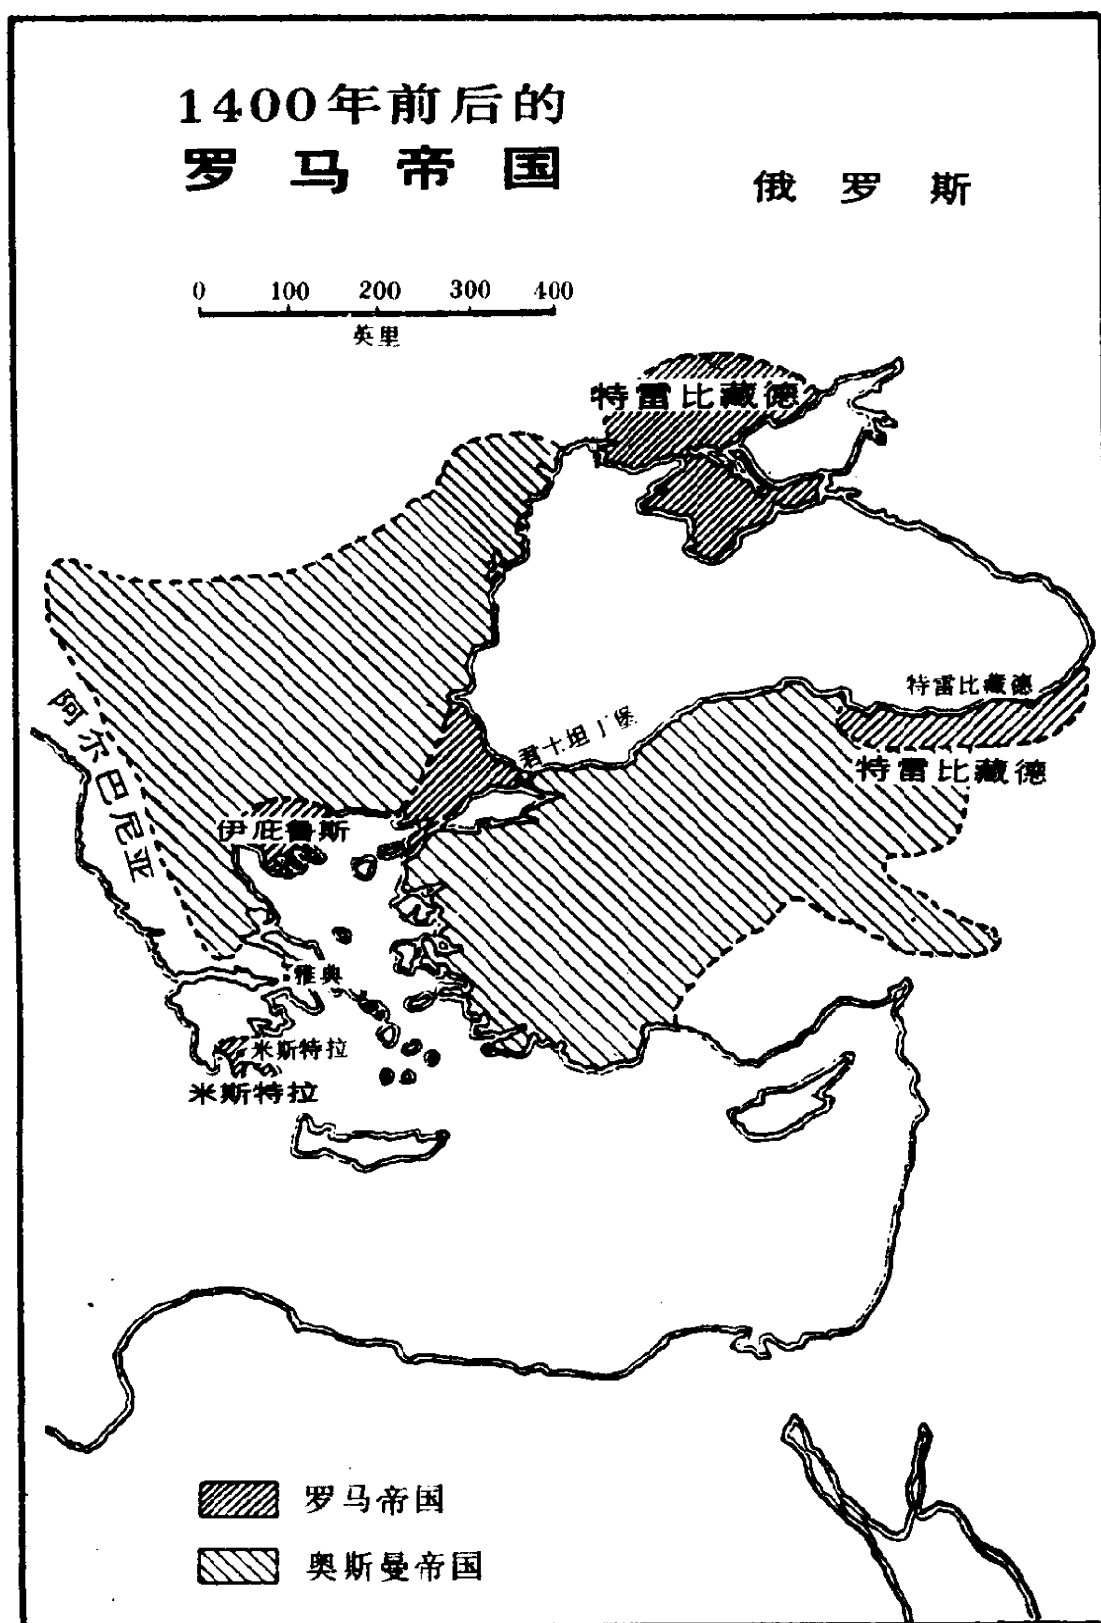 1400年前后的
罗马帝国
俄罗斯
0 100 200 300 400
英里
特雷比藏德
特雷比藏德
特雷比藏德
君士坦丁堡
阿尔巴尼亚
伊庇鲁斯
雅典
米斯特拉
米斯特拉
罗马帝国
奥斯曼帝国